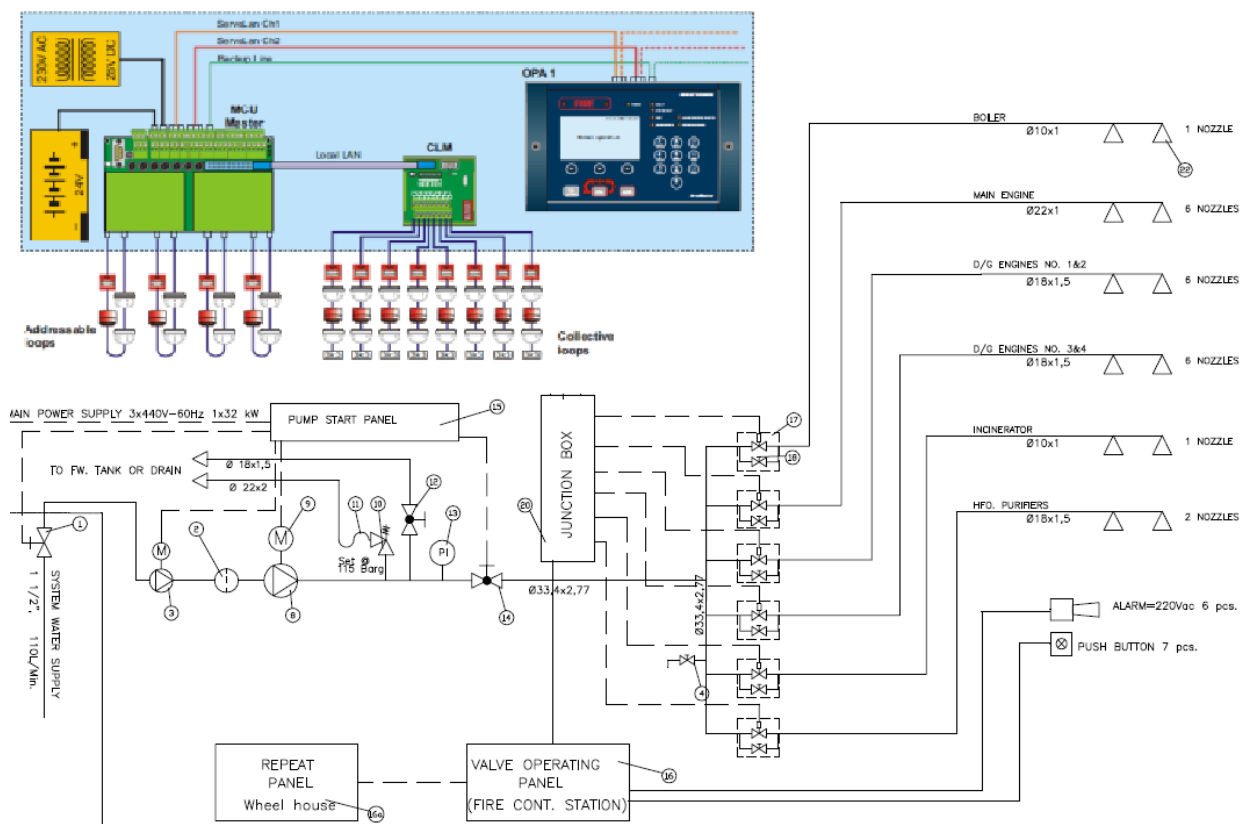 ServoLan Ch1
ServoLan Ch2
Backup Line
230V AC
25V DC
OPA 1
MCU
Master
24V
+
Local LAN
CLM
Addressable
loops
Collective
loops
BOILER
Ø10x1
1 NOZZLE
22
MAIN ENGINE
Ø22x1
6 NOZZLES
D/G ENGINES NO. 1&2
Ø18x1,5
6 NOZZLES
D/G ENGINES NO. 3&4
Ø18x1,5
6 NOZZLES
INCINERATOR
Ø10x1
1 NOZZLE
HFO. PURIFIERS
Ø18x1,5
2 NOZZLES
MAIN POWER SUPPLY 3x440V-60Hz 1x32 kW
PUMP START PANEL
15
TO FW. TANK OR DRAIN
Ø 18x1,5
Ø 22x2
1
2
M
3
9
M
8
11
10
Set @
115 Barg
12
13
PI
14
Ø33,4x2,77
20
JUNCTION BOX
17
18
Ø33,4x2,77
4
SYSTEM WATER SUPPLY
1 1/2", 110L/Min.
ALARM=220Vac 6 pcs.
PUSH BUTTON 7 pcs.
REPEAT
PANEL
Wheel house
16a
VALVE OPERATING
PANEL
(FIRE CONT. STATION)
16